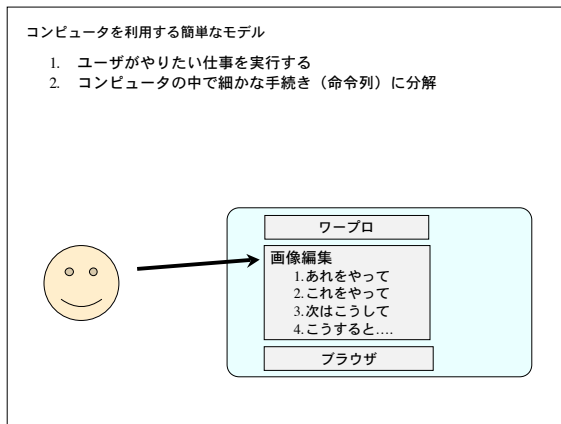 コンピュータを利用する簡単なモデル
1. ユーザがやりたい仕事を実行する
2. コンピュータの中で細かな手続き（命令列）に分解
ワープロ
画像編集
1.あれをやって
2.これをやって
3.次はこうして
4.こうすると….
ブラウザ